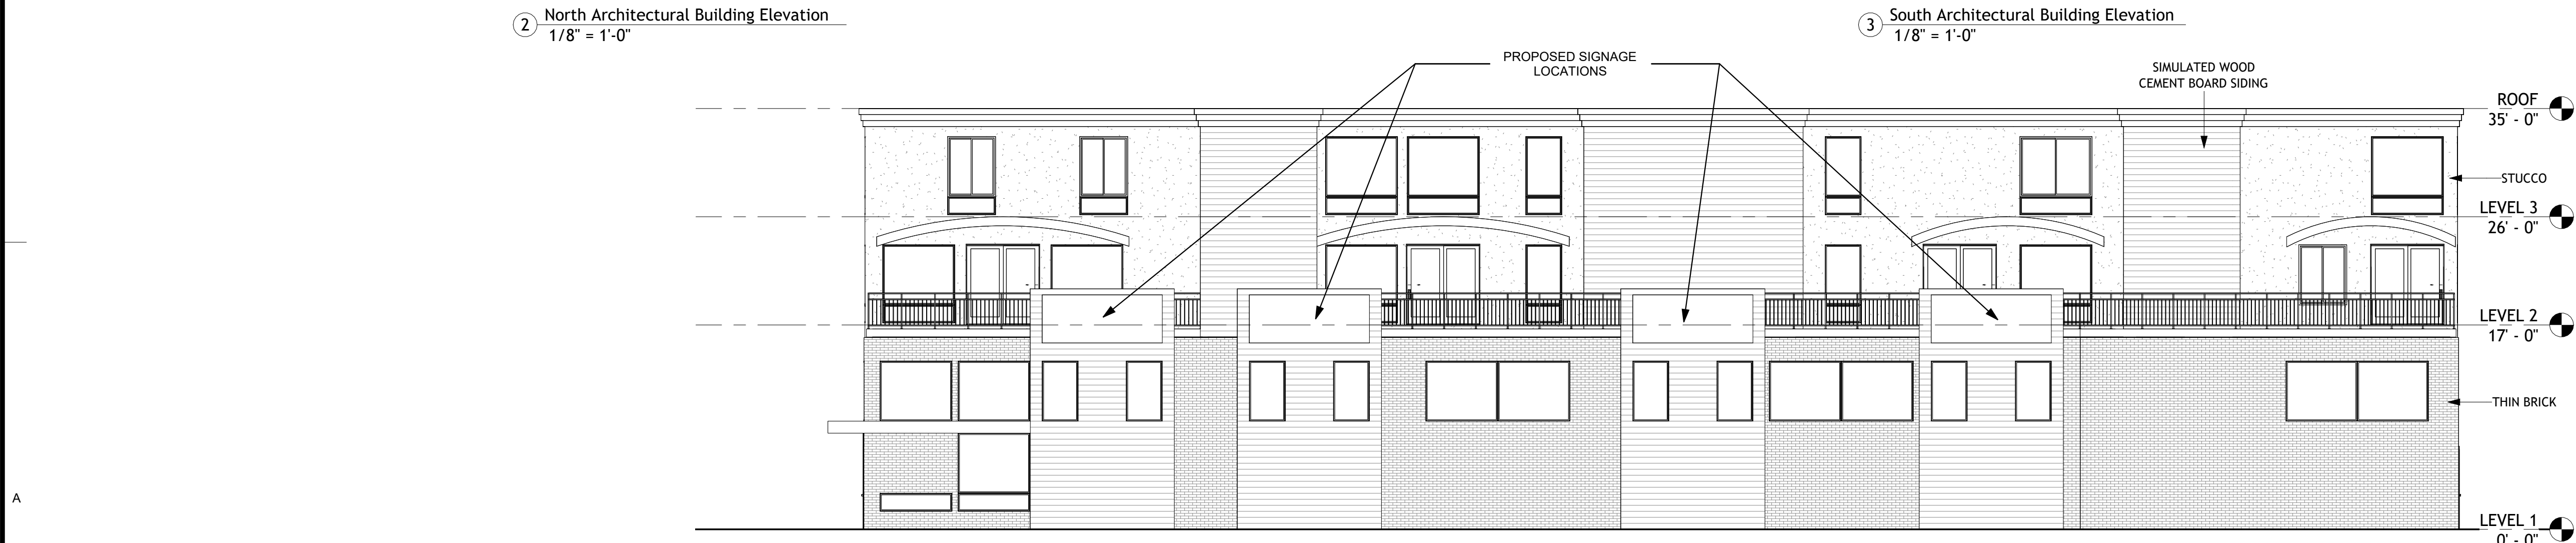 2
North Architectural Building Elevation
1/8" = 1'-0"
3
South Architectural Building Elevation
1/8" = 1'-0"
PROPOSED SIGNAGE
LOCATIONS
SIMULATED WOOD
CEMENT BOARD SIDING
ROOF
35' - 0"
STUCCO
LEVEL 3
26' - 0"
LEVEL 2
17' - 0"
THIN BRICK
A
LEVEL 1
0' - 0"